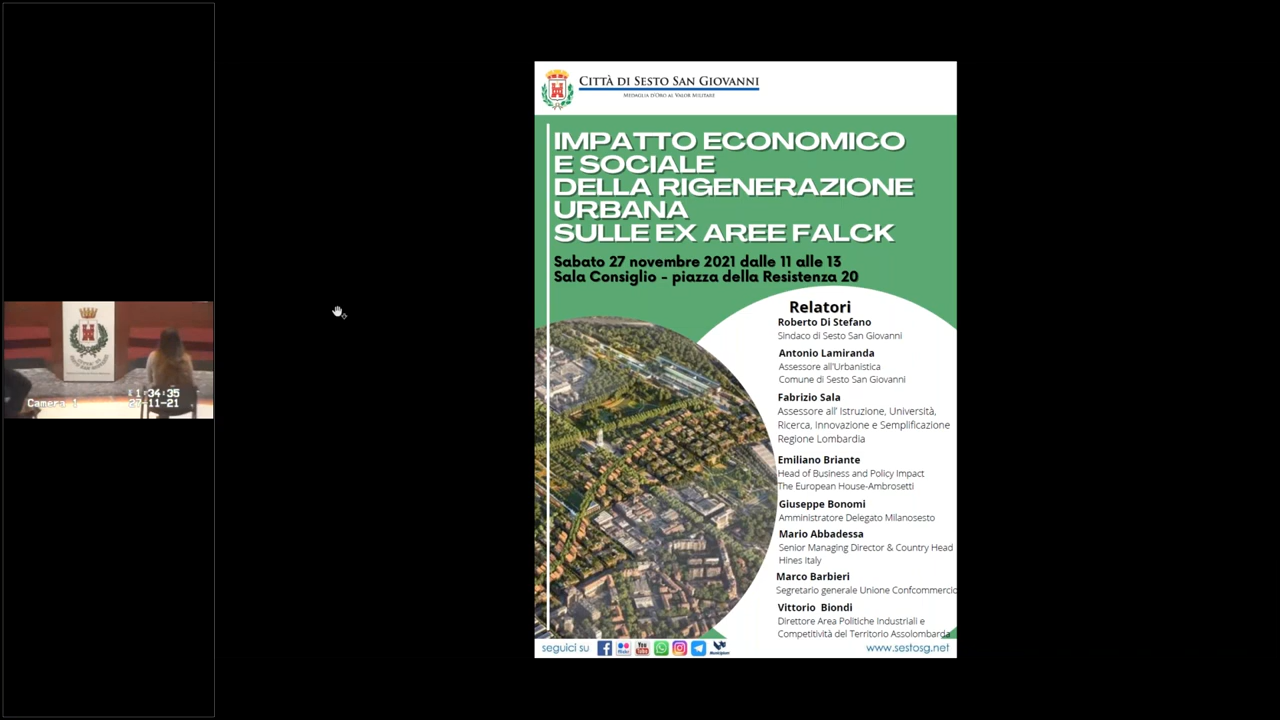 CITTÀ DI SESTO SAN GIOVANNI
MEDAGLIA D'ORO AL VALOR MILITARE
IMPATTO ECONOMICO
E SOCIALE
DELLA RIGENERAZIONE
URBANA
SULLE EX AREE FALCK
Sabato 27 novembre 2021 dalle 11 alle 13
Sala Consiglio - piazza della Resistenza 20
Relatori
Roberto Di Stefano
Sindaco di Sesto San Giovanni
Antonio Lamiranda
Assessore all'Urbanistica
Comune di Sesto San Giovanni
Fabrizio Sala
Assessore all' Istruzione, Università,
Ricerca, Innovazione e Semplificazione
Regione Lombardia
Emiliano Briante
Head of Business and Policy Impact
The European House-Ambrosetti
Giuseppe Bonomi
Amministratore Delegato Milanosesto
Mario Abbadessa
Senior Managing Director & Country Head
Hines Italy
Marco Barbieri
Segretario generale Unione Confcommercio
Vittorio Biondi
Direttore Area Politiche Industriali e
Competitività del Territorio Assolombarda
seguici su
flickr
You
Tube
www.sestosg.net
Camera 1
11:34:35
27-11-21